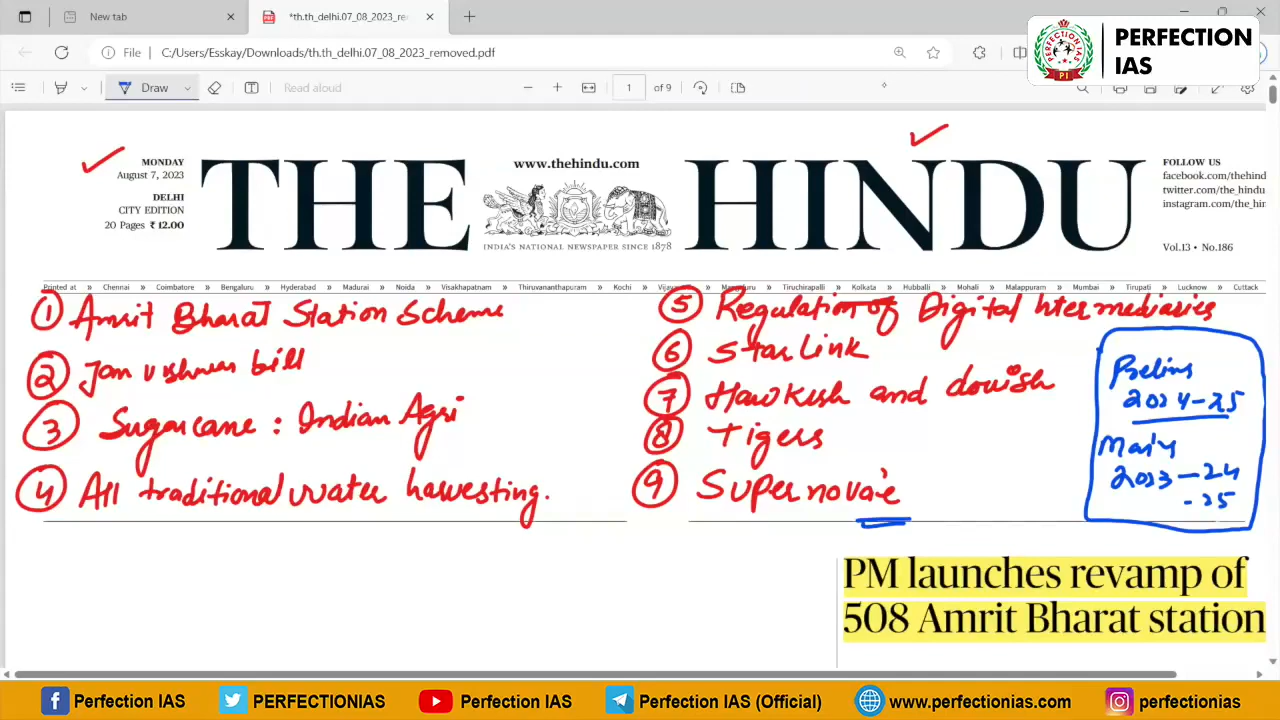 New tab
*th.th_delhi.07_08_2023_rem
File C:/Users/Esskay/Downloads/th.th_delhi.07_08_2023_removed.pdf
PERFECTION
IAS
PERFECTION IAS
PI
Draw Read aloud 1 of 9
MONDAY
August 7, 2023
DELHI
CITY EDITION
20 Pages ₹ 12.00
THE HINDU
www.thehindu.com
INDIA'S NATIONAL NEWSPAPER SINCE 1878
FOLLOW US
facebook.com/thehind
twitter.com/the_hindu
instagram.com/the_hin
Vol.13 • No.186
Printed at » Chennai » Coimbatore » Bengaluru » Hyderabad » Madurai » Noida » Visakhapatnam » Thiruvananthapuram » Kochi » Vijay » Mangaluru » Tiruchirapalli » Kolkata » Hubballi » Mohali » Malappuram » Mumbai » Tirupati » Lucknow » Cuttack
① Amrit Bharat Station Scheme
② Jan vishwas bill
③ Sugarcane : Indian Agri
④ All traditional water harvesting.
⑤ Regulation of Digital Intermediaries
⑥ Starlink
⑦ Hawkish and dovish
⑧ Tigers
⑨ Supernovae
Prelims
2024-25
Mains
2023-24
-25
PM launches revamp of
508 Amrit Bharat station
Perfection IAS PERFECTIONIAS Perfection IAS Perfection IAS (Official) www.perfectionias.com perfectionias